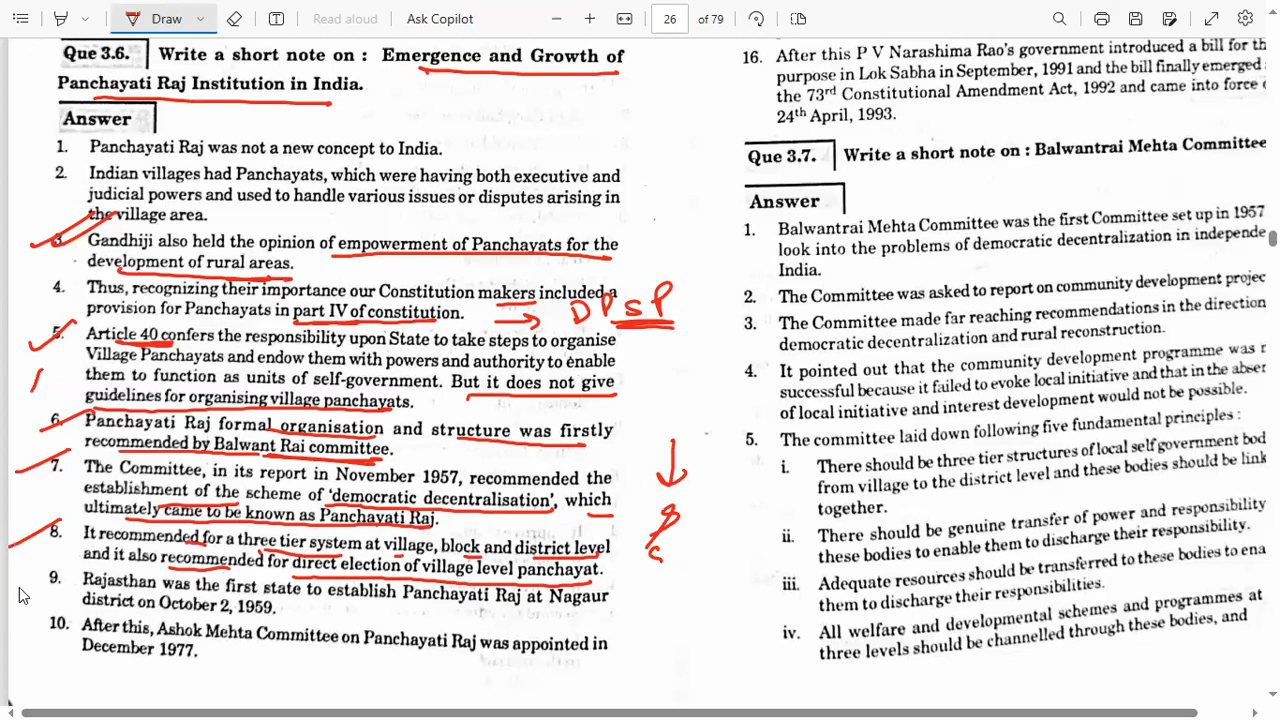 Draw
Read aloud
Ask Copilot
26
of 79
Que 3.6.
Write a short note on : Emergence and Growth of
Panchayati Raj Institution in India.
Answer
1. Panchayati Raj was not a new concept to India.
2. Indian villages had Panchayats, which were having both executive and
judicial powers and used to handle various issues or disputes arising in
the village area.
3. Gandhiji also held the opinion of empowerment of Panchayats for the
development of rural areas.
4. Thus, recognizing their importance our Constitution makers included a
provision for Panchayats in part IV of constitution.
→ DPSP
5. Article 40 confers the responsibility upon State to take steps to organise
Village Panchayats and endow them with powers and authority to enable
them to function as units of self-government. But it does not give
guidelines for organising village panchayats.
6. Panchayati Raj formal organisation and structure was firstly
recommended by Balwant Rai committee.
7. The Committee, in its report in November 1957, recommended the
establishment of the scheme of 'democratic decentralisation', which
ultimately came to be known as Panchayati Raj.
8. It recommended for a three tier system at village, block and district level
and it also recommended for direct election of village level panchayat.
9. Rajasthan was the first state to establish Panchayati Raj at Nagaur
district on October 2, 1959.
10. After this, Ashok Mehta Committee on Panchayati Raj was appointed in
December 1977.
16. After this P V Narashima Rao's government introduced a bill for th
purpose in Lok Sabha in September, 1991 and the bill finally emerged
the 73rd Constitutional Amendment Act, 1992 and came into force
24th April, 1993.
Que 3.7.
Write a short note on : Balwantrai Mehta Committee
Answer
1. Balwantrai Mehta Committee was the first Committee set up in 1957
look into the problems of democratic decentralization in independe
India.
2. The Committee was asked to report on community development projec
3. The Committee made far reaching recommendations in the direction
democratic decentralization and rural reconstruction.
4. It pointed out that the community development programme was
successful because it failed to evoke local initiative and that in the abser
of local initiative and interest development would not be possible.
5. The committee laid down following five fundamental principles :
i. There should be three tier structures of local self government bod
from village to the district level and these bodies should be link
together.
ii. There should be genuine transfer of power and responsibility
these bodies to enable them to discharge their responsibility.
iii. Adequate resources should be transferred to these bodies to ena
them to discharge their responsibilities.
iv. All welfare and developmental schemes and programmes at
three levels should be channelled through these bodies, and